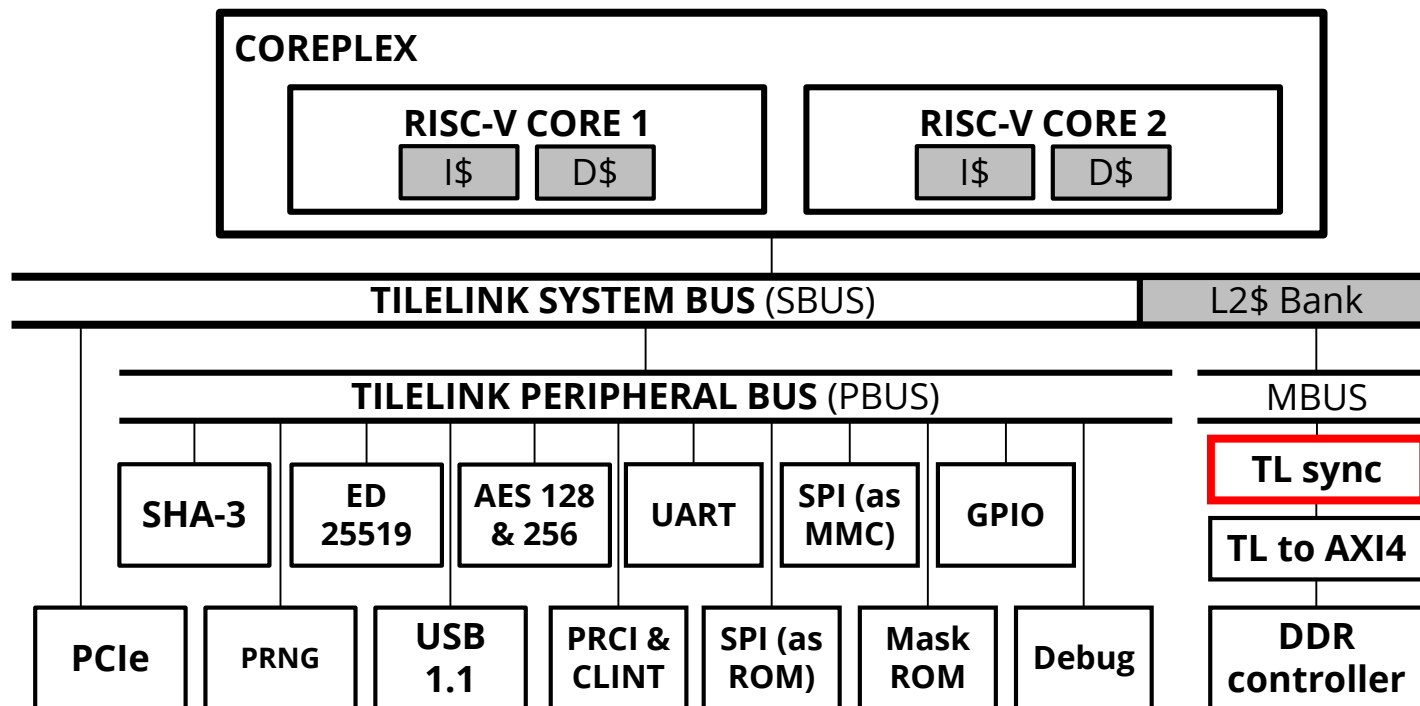 COREPLEX
RISC-V CORE 1
I$ D$
RISC-V CORE 2
I$ D$
TILELINK SYSTEM BUS (SBUS)
L2$ Bank
TILELINK PERIPHERAL BUS (PBUS)
MBUS
SHA-3
ED
25519
AES 128
& 256
UART
SPI (as
MMC)
GPIO
TL sync
TL to AXI4
PCIe
PRNG
USB
1.1
PRCI &
CLINT
SPI (as
ROM)
Mask
ROM
Debug
DDR
controller